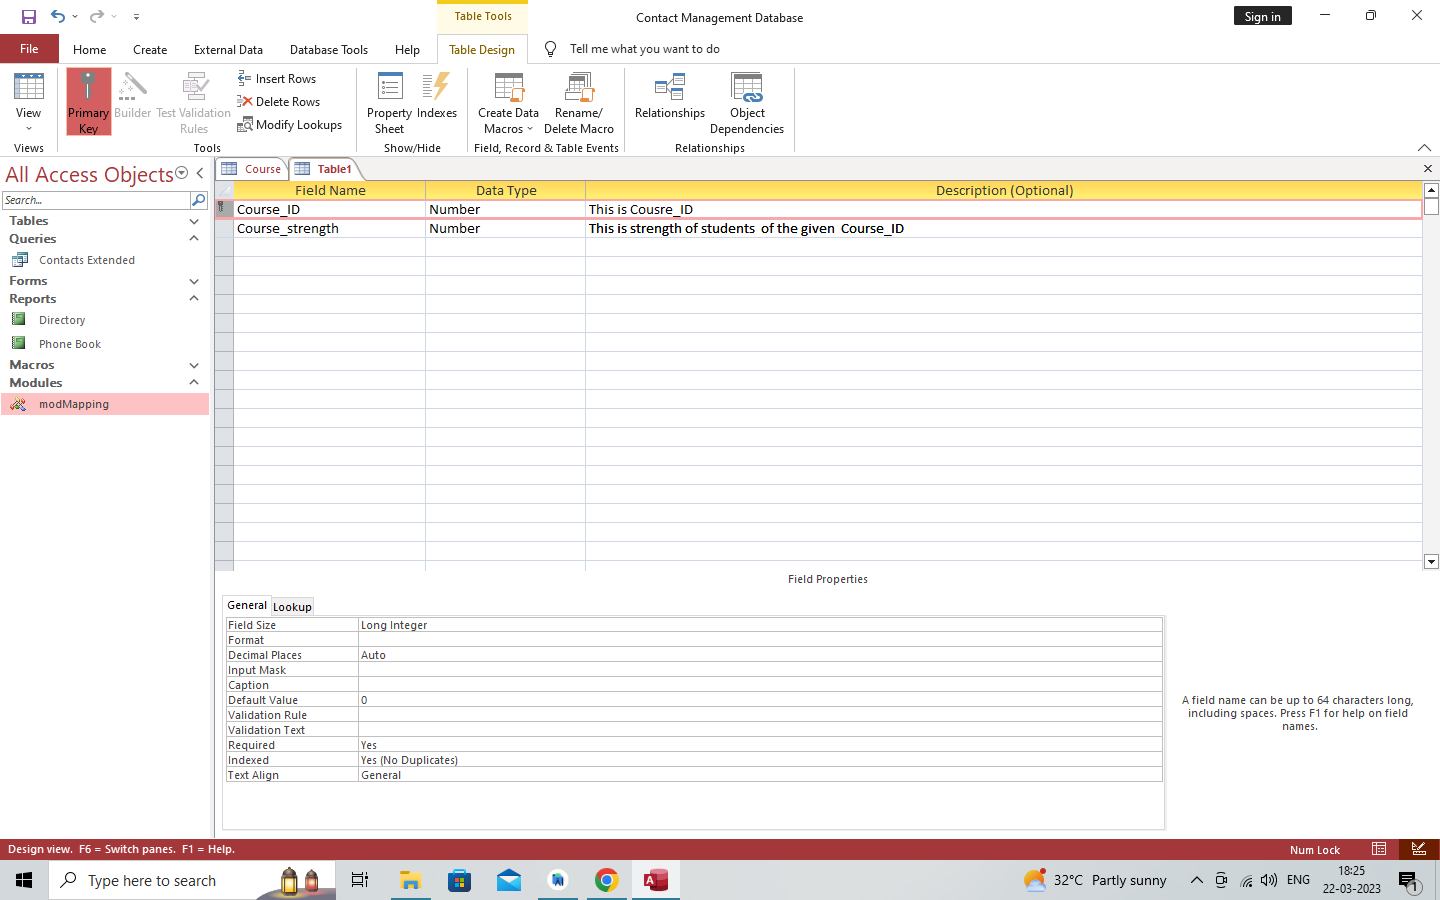 Table Tools
Contact Management Database
Sign in
File
Home
Create
External Data
Database Tools
Help
Table Design
Tell me what you want to do
View
Primary Key
Builder
Test Validation Rules
Insert Rows
Delete Rows
Modify Lookups
Property Sheet
Indexes
Create Data Macros
Rename/ Delete Macro
Relationships
Object Dependencies
Views
Tools
Show/Hide
Field, Record & Table Events
Relationships
All Access Objects
Search...
Tables
Queries
Contacts Extended
Forms
Reports
Directory
Phone Book
Macros
Modules
modMapping
Course
Table1
Field Name Data Type Description (Optional)
Course_ID Number This is Cousre_ID
Course_strength Number This is strength of students of the given Course_ID
Field Properties
General Lookup
Field Size Long Integer
Format
Decimal Places Auto
Input Mask
Caption
Default Value 0
Validation Rule
Validation Text
Required Yes
Indexed Yes (No Duplicates)
Text Align General
A field name can be up to 64 characters long,
including spaces. Press F1 for help on field
names.
Design view. F6 = Switch panes. F1 = Help.
Num Lock
Type here to search
32°C Partly sunny
ENG
18:25
22-03-2023
1